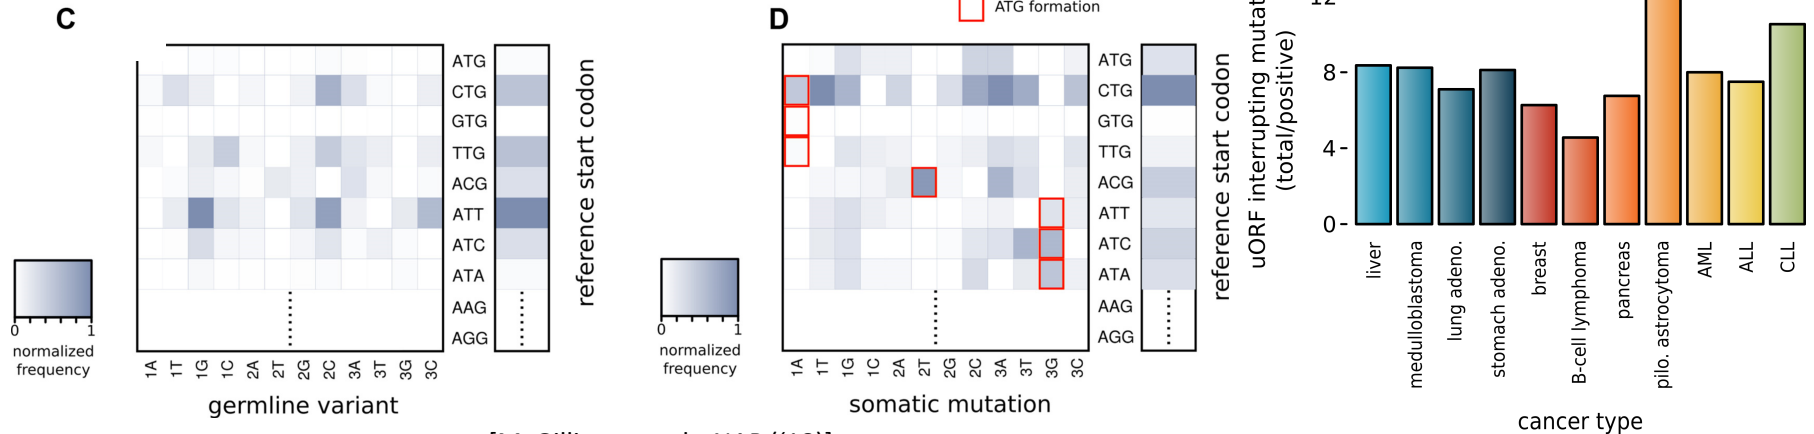 C
ATG
CTG
GTG
TTG
ACG
ATT
ATC
ATA
AAG
AGG
reference start codon
0 1
normalized
frequency
1A 1T 1G 1C 2A 2T 2G 2C 3A 3T 3G 3C
germline variant
D
ATG formation
ATG
CTG
GTG
TTG
ACG
ATT
ATC
ATA
AAG
AGG
reference start codon
0 1
normalized
frequency
1A 1T 1G 1C 2A 2T 2G 2C 3A 3T 3G 3C
somatic mutation
uORF interrupting mutat
(total/positive)
12
8
4
0
liver
medulloblastoma
lung adeno.
stomach adeno.
breast
B-cell lymphoma
pancreas
pilo. astrocytoma
AML
ALL
CLL
cancer type